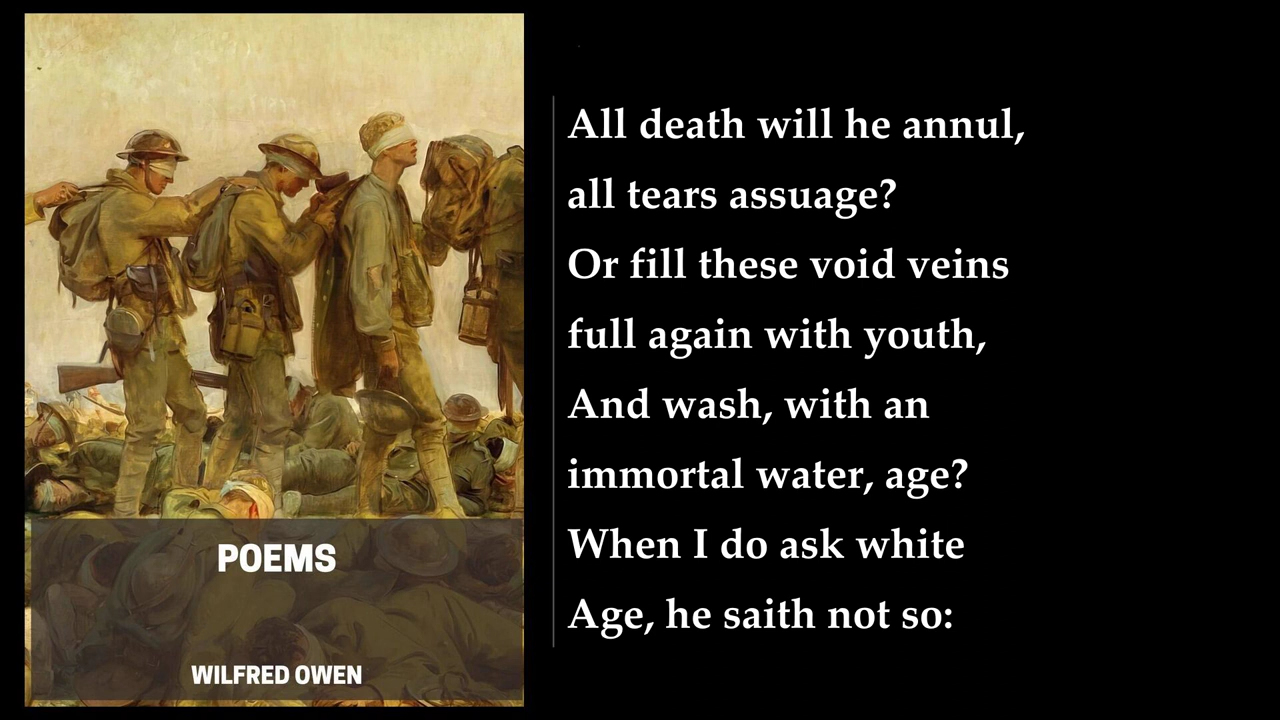 POEMS
WILFRED OWEN
All death will he annul,
all tears assuage?
Or fill these void veins
full again with youth,
And wash, with an
immortal water, age?
When I do ask white
Age, he saith not so: